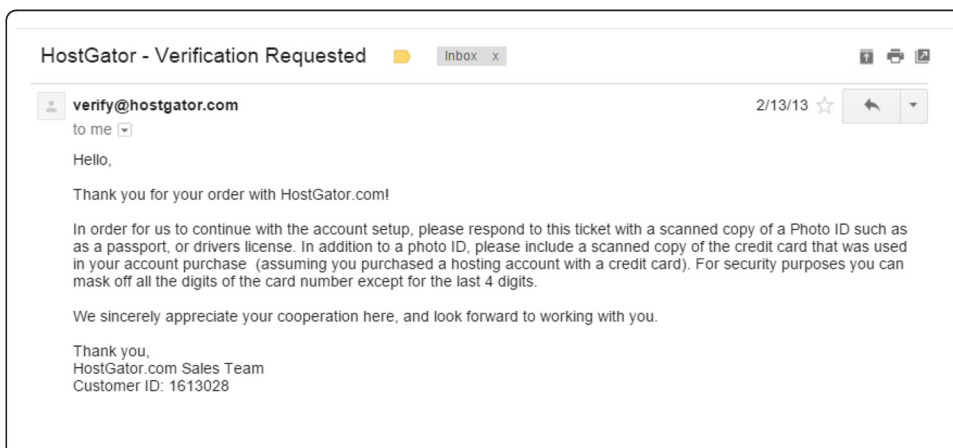 HostGator - Verification Requested Inbox x
verify@hostgator.com 2/13/13
to me
Hello,
Thank you for your order with HostGator.com!
In order for us to continue with the account setup, please respond to this ticket with a scanned copy of a Photo ID such as
as a passport, or drivers license. In addition to a photo ID, please include a scanned copy of the credit card that was used
in your account purchase  (assuming you purchased a hosting account with a credit card). For security purposes you can
mask off all the digits of the card number except for the last 4 digits.
We sincerely appreciate your cooperation here, and look forward to working with you.
Thank you,
HostGator.com Sales Team
Customer ID: 1613028